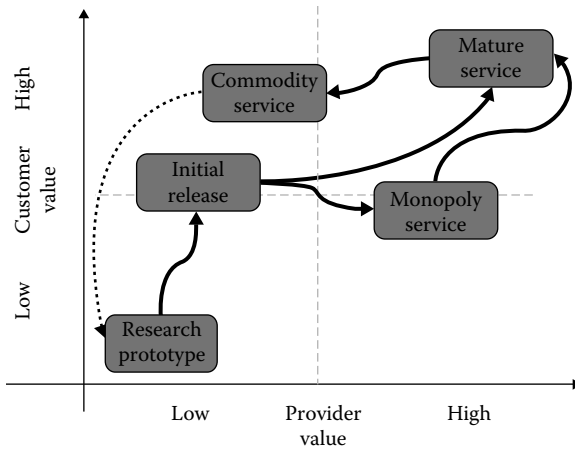 Mature
service
Commodity
service
Initial
release
Monopoly
service
Research
prototype
High
Customer
value
Low
Low
Provider
value
High